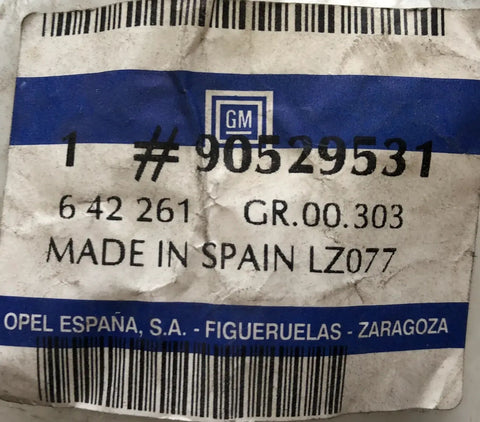 GM
1 # 90529531
6 42 261 GR.00.303
MADE IN SPAIN LZ077
OPEL ESPAÑA, S.A. - FIGUERUELAS - ZARAGOZA